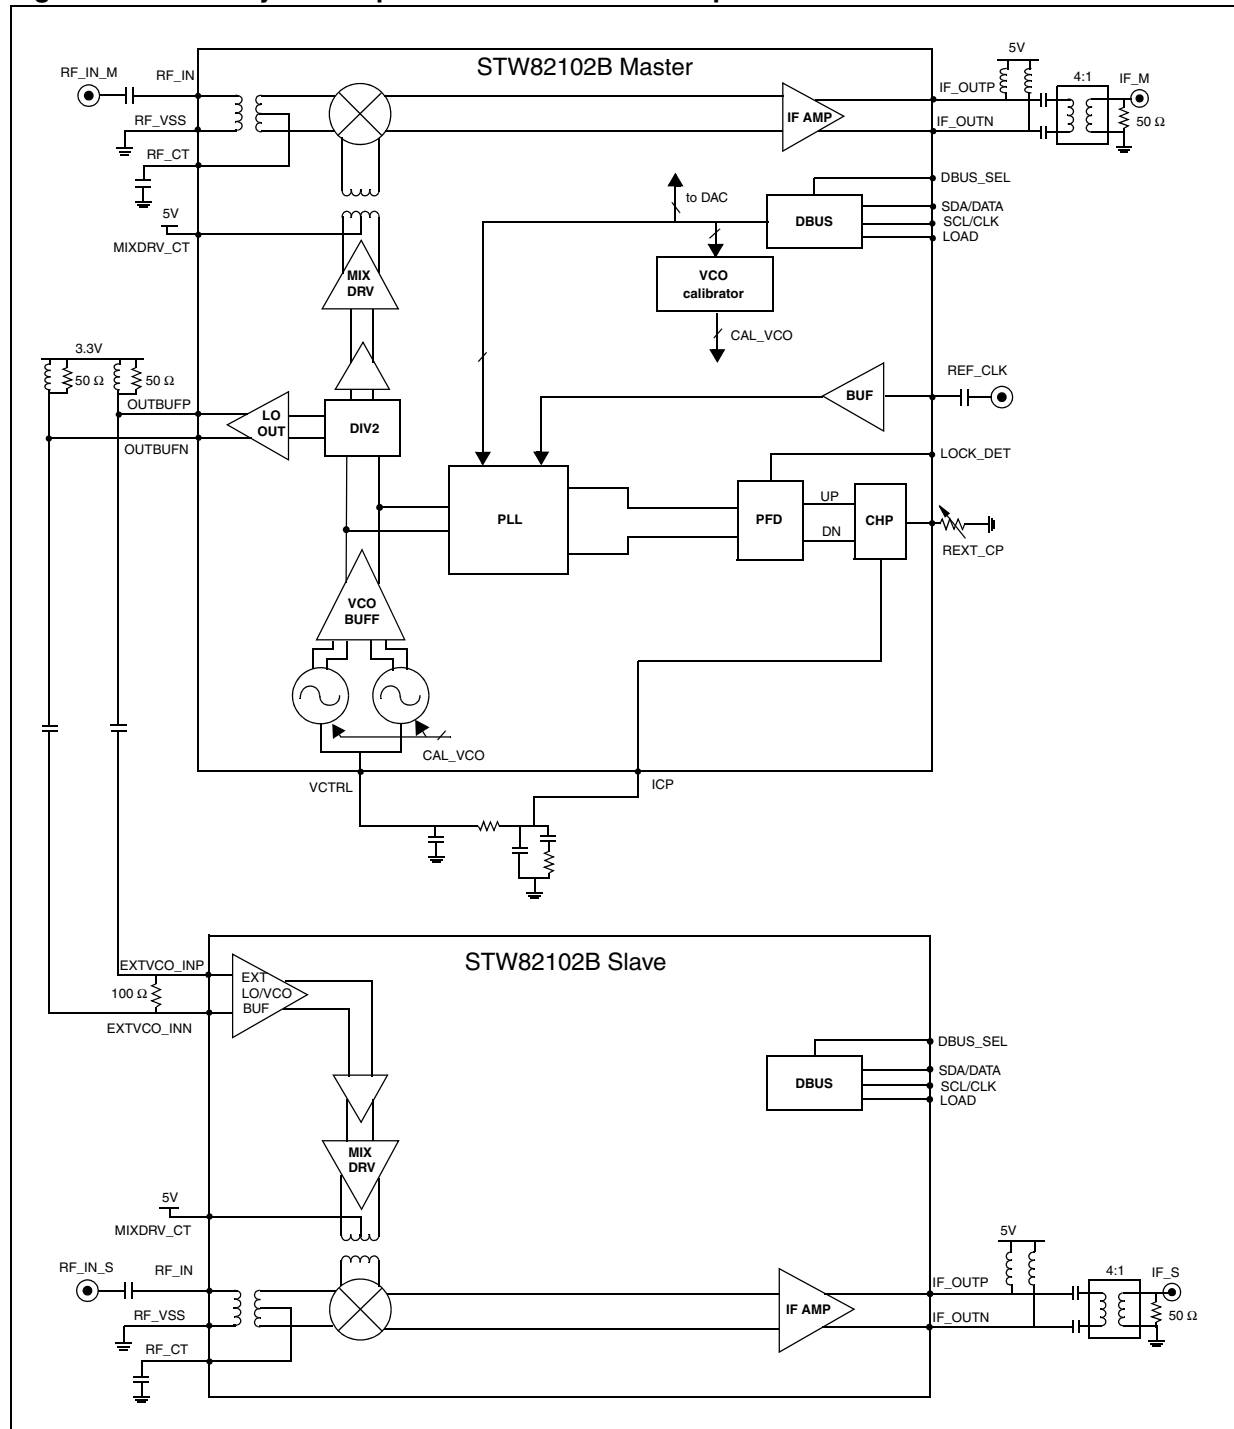 STW82102B Master
RF_IN_M
RF_IN
RF_VSS
RF_CT
5V
MIXDRV_CT
MIX
DRV
IF AMP
IF_OUTP
IF_OUTN
5V
4:1
IF_M
50 Ω
DBUS_SEL
SDA/DATA
SCL/CLK
LOAD
DBUS
to DAC
VCO
calibrator
CAL_VCO
3.3V
50 Ω
50 Ω
OUTBUFP
OUTBUFN
LO
OUT
DIV2
BUF
REF_CLK
LOCK_DET
PLL
PFD
UP
DN
CHP
REXT_CP
VCO
BUFF
CAL_VCO
VCTRL
ICP
STW82102B Slave
EXTVCO_INP
100 Ω
EXTVCO_INN
EXT
LO/VCO
BUF
DBUS_SEL
SDA/DATA
SCL/CLK
LOAD
DBUS
MIX
DRV
5V
MIXDRV_CT
RF_IN_S
RF_IN
RF_VSS
RF_CT
IF AMP
IF_OUTP
IF_OUTN
5V
4:1
IF_S
50 Ω